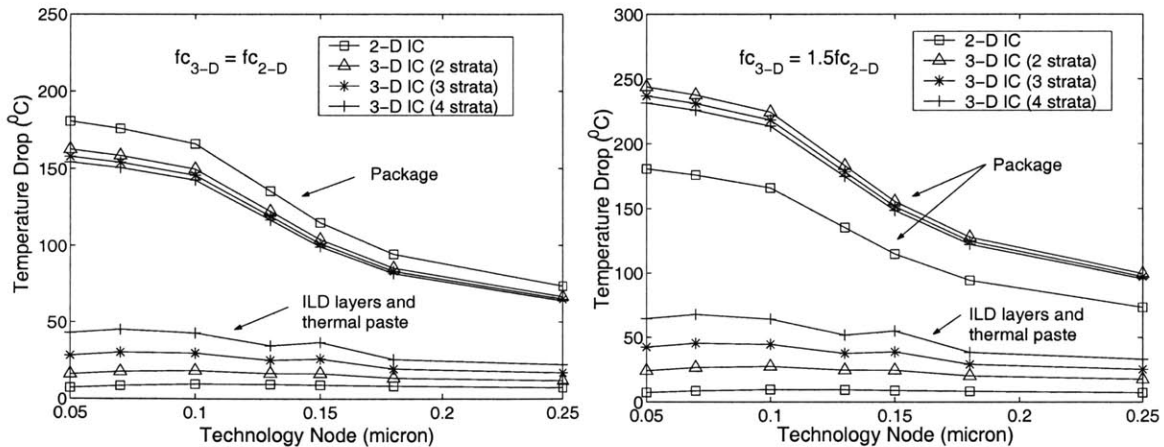 250
200
150
100
50
0
Temperature Drop (⁰C)
fc3-D = fc2-D
2-D IC
3-D IC (2 strata)
3-D IC (3 strata)
3-D IC (4 strata)
Package
ILD layers and
thermal paste
0.05
0.1
0.15
0.2
0.25
Technology Node (micron)
300
250
200
150
100
50
0
Temperature Drop (⁰C)
fc3-D = 1.5fc2-D
2-D IC
3-D IC (2 strata)
3-D IC (3 strata)
3-D IC (4 strata)
Package
ILD layers and
thermal paste
0.05
0.1
0.15
0.2
0.25
Technology Node (micron)